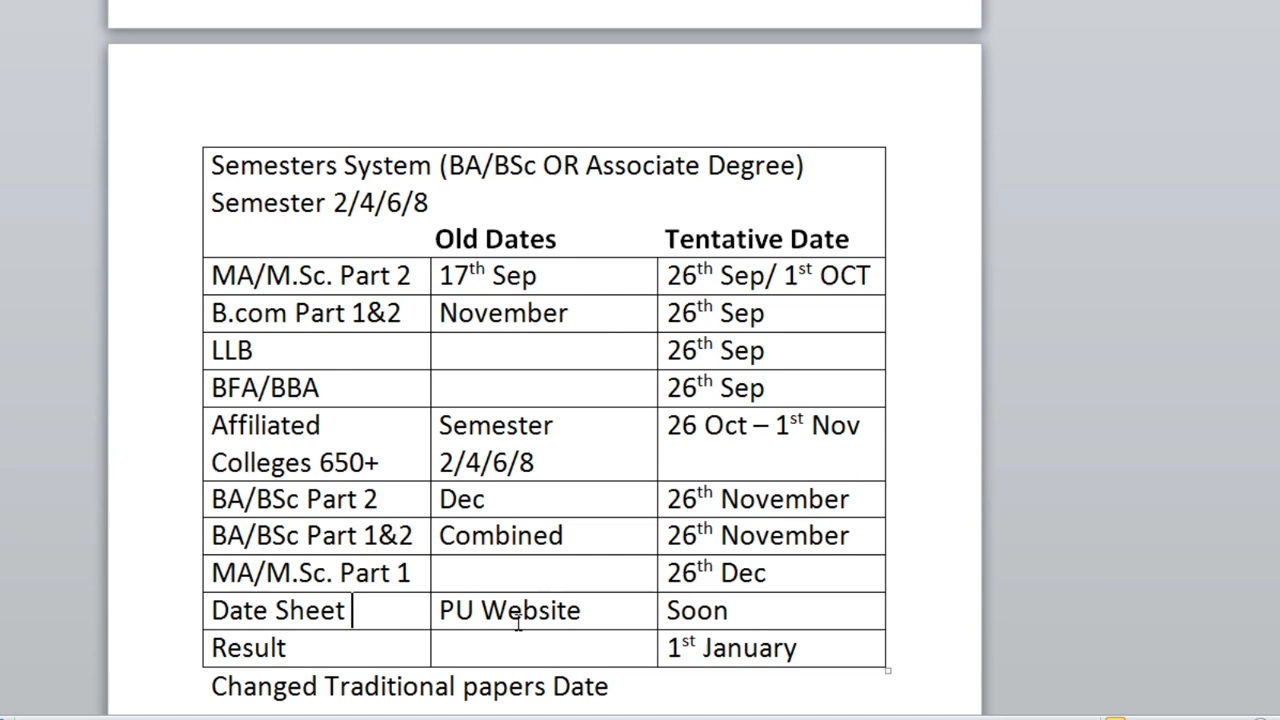 Semesters System (BA/BSc OR Associate Degree)
Semester 2/4/6/8
Old Dates Tentative Date
MA/M.Sc. Part 2 17th Sep 26th Sep/ 1st OCT
B.com Part 1&2 November 26th Sep
LLB 26th Sep
BFA/BBA 26th Sep
Affiliated Semester 26 Oct – 1st Nov
Colleges 650+ 2/4/6/8
BA/BSc Part 2 Dec 26th November
BA/BSc Part 1&2 Combined 26th November
MA/M.Sc. Part 1 26th Dec
Date Sheet PU Website Soon
Result 1st January
Changed Traditional papers Date